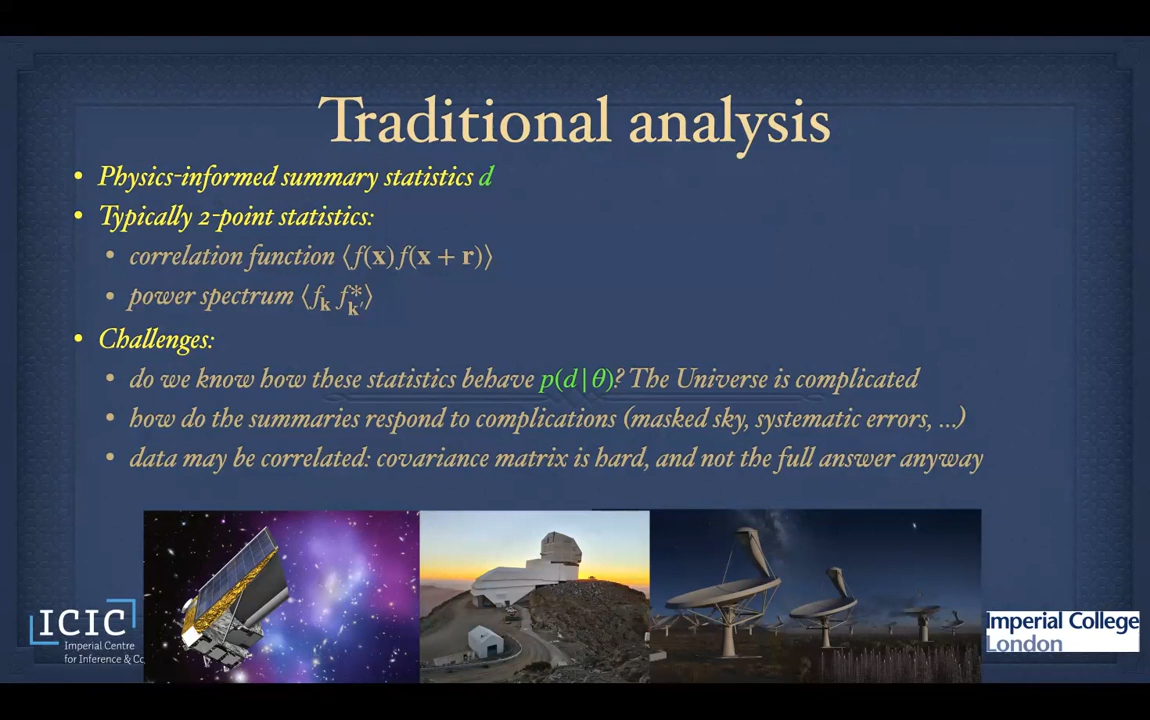 Traditional analysis
• Physics-informed summary statistics d
• Typically 2-point statistics:
• correlation function ⟨f(x) f(x + r)⟩
• power spectrum ⟨f_k f*_k′⟩
• Challenges:
• do we know how these statistics behave p(d|θ)? The Universe is complicated
• how do the summaries respond to complications (masked sky, systematic errors, ...)
• data may be correlated: covariance matrix is hard, and not the full answer anyway
ICIC
Imperial Centre
for Inference & Co
Imperial College
London